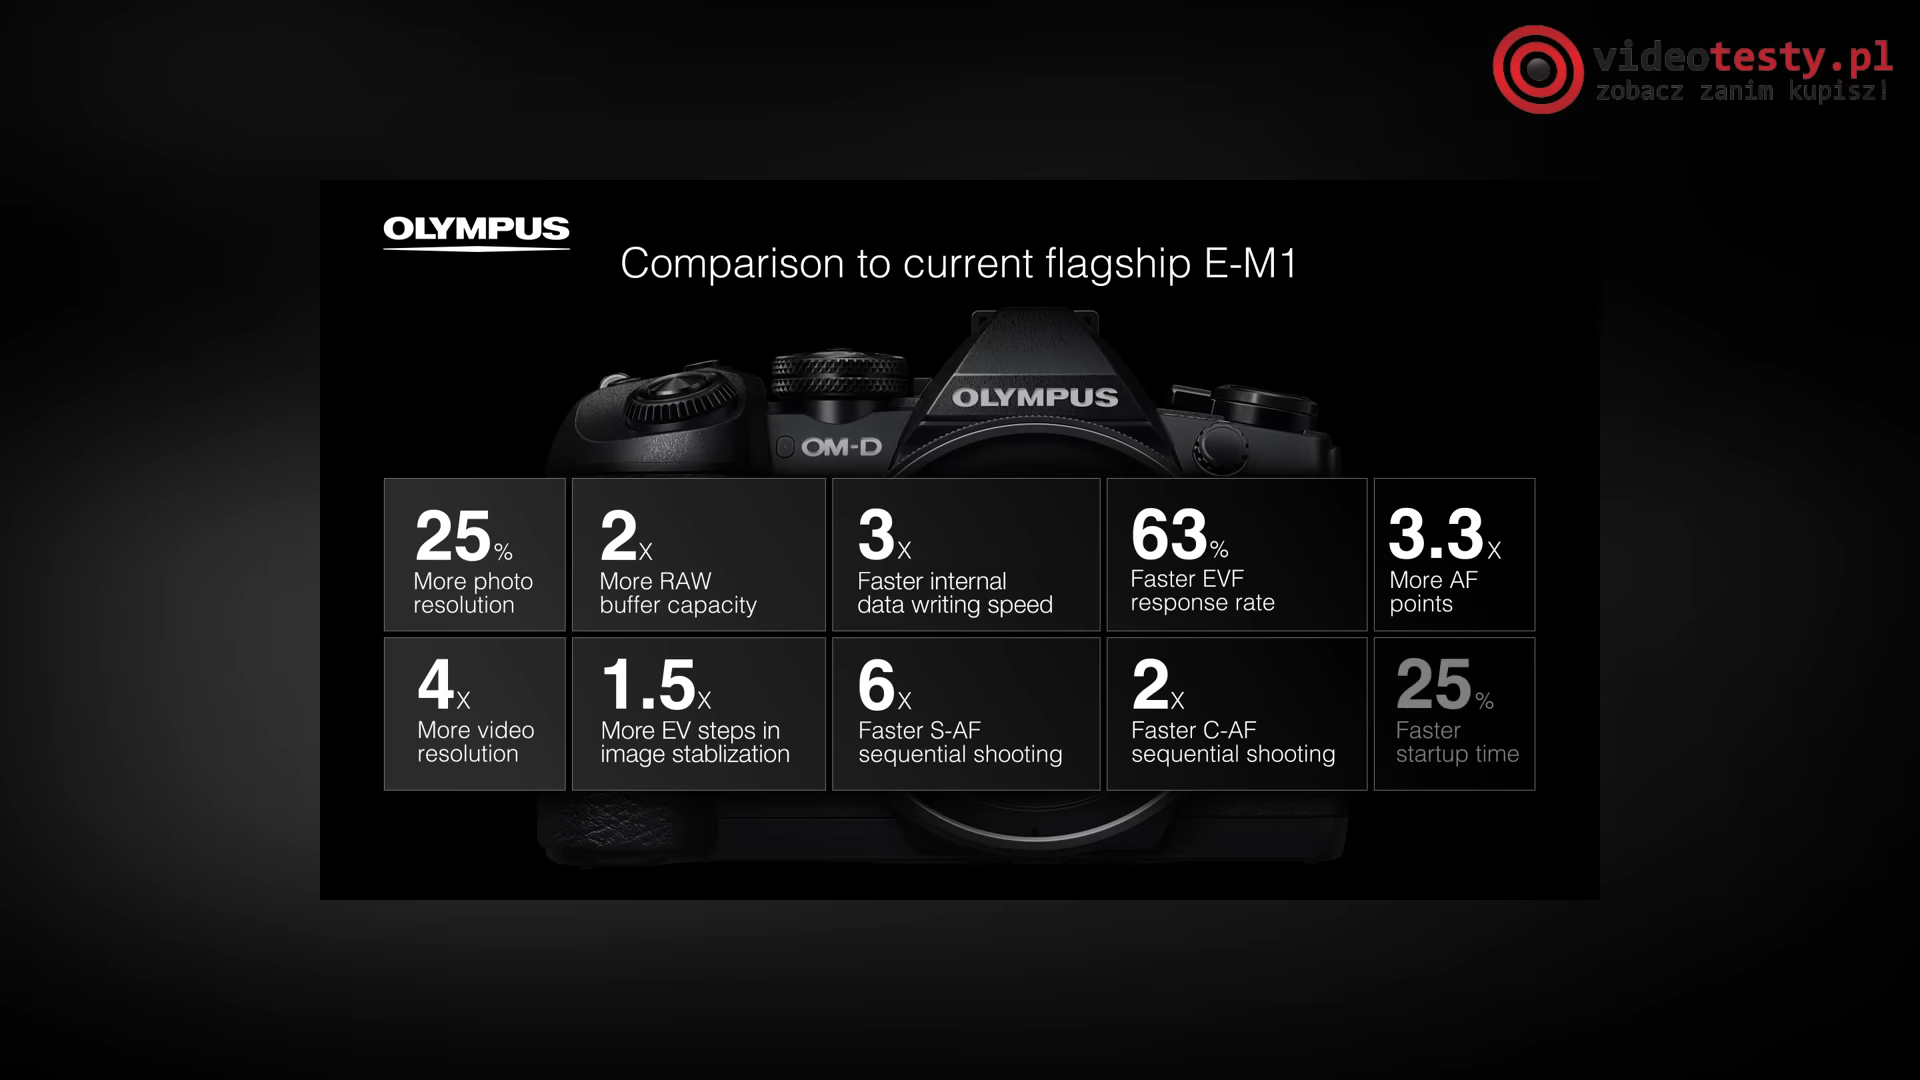 videotesty.pl
zobacz zanim kupisz!
OLYMPUS
Comparison to current flagship E-M1
OLYMPUS
OM-D
25%
More photo
resolution
2x
More RAW
buffer capacity
3x
Faster internal
data writing speed
63%
Faster EVF
response rate
3.3x
More AF
points
4x
More video
resolution
1.5x
More EV steps in
image stablization
6x
Faster S-AF
sequential shooting
2x
Faster C-AF
sequential shooting
25%
Faster
startup time